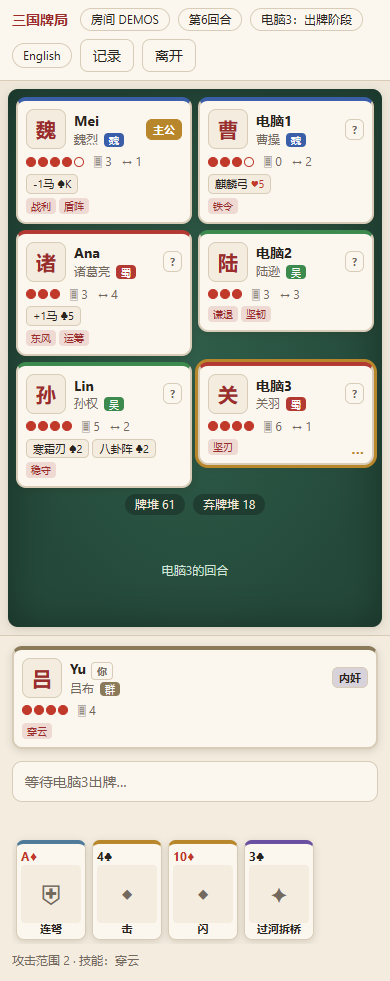 三国牌局 房间 DEMOS 第6回合 电脑3：出牌阶段
English 记录 离开
魏 Mei 主公
魏烈 魏
3 ↔ 1
-1马 ♣K
战利 盾阵
曹 电脑1 ?
曹操 魏
0 ↔ 2
麒麟弓 ♥5
铁令
诸 Ana ?
诸葛亮 蜀
3 ↔ 4
+1马 ♣5
东风 运筹
陆 电脑2 ?
陆逊 吴
3 ↔ 3
谦退 坚韧
孙 Lin ?
孙权 吴
5 ↔ 2
寒霜刃 ♣2 八卦阵 ♣2
稳守
关 电脑3 ?
关羽 蜀
6 ↔ 1
坚刃 ...
牌堆 61 弃牌堆 18
电脑3的回合
吕 Yu 你 内奸
吕布 群
4
穿云
等待电脑3出牌...
A♦ 4♣ 10♦ 3♣
连弩 击 闪 过河拆桥
攻击范围 2 · 技能：穿云